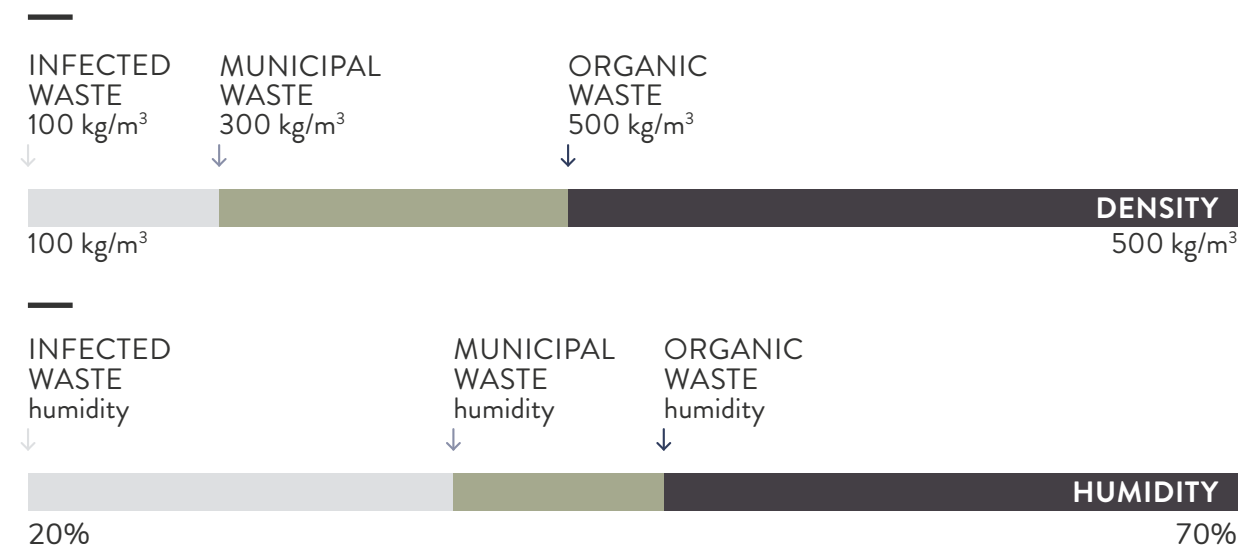 INFECTED
WASTE
100 kg/m³
MUNICIPAL
WASTE
300 kg/m³
ORGANIC
WASTE
500 kg/m³
DENSITY
100 kg/m³
500 kg/m³
INFECTED
WASTE
humidity
MUNICIPAL
WASTE
humidity
ORGANIC
WASTE
humidity
HUMIDITY
20%
70%